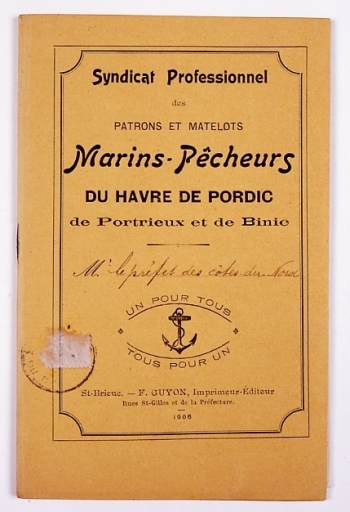 Syndicat Professionnel
des
PATRONS ET MATELOTS
Marins-Pêcheurs
DU HAVRE DE PORDIC
de Portrieux et de Binic
Mr le préfet des côtes du Nord
UN POUR TOUS
TOUS POUR UN
St-Brieuc. — F. GUYON, Imprimeur-Éditeur
Rues St-Gilles et de la Préfecture.
1906